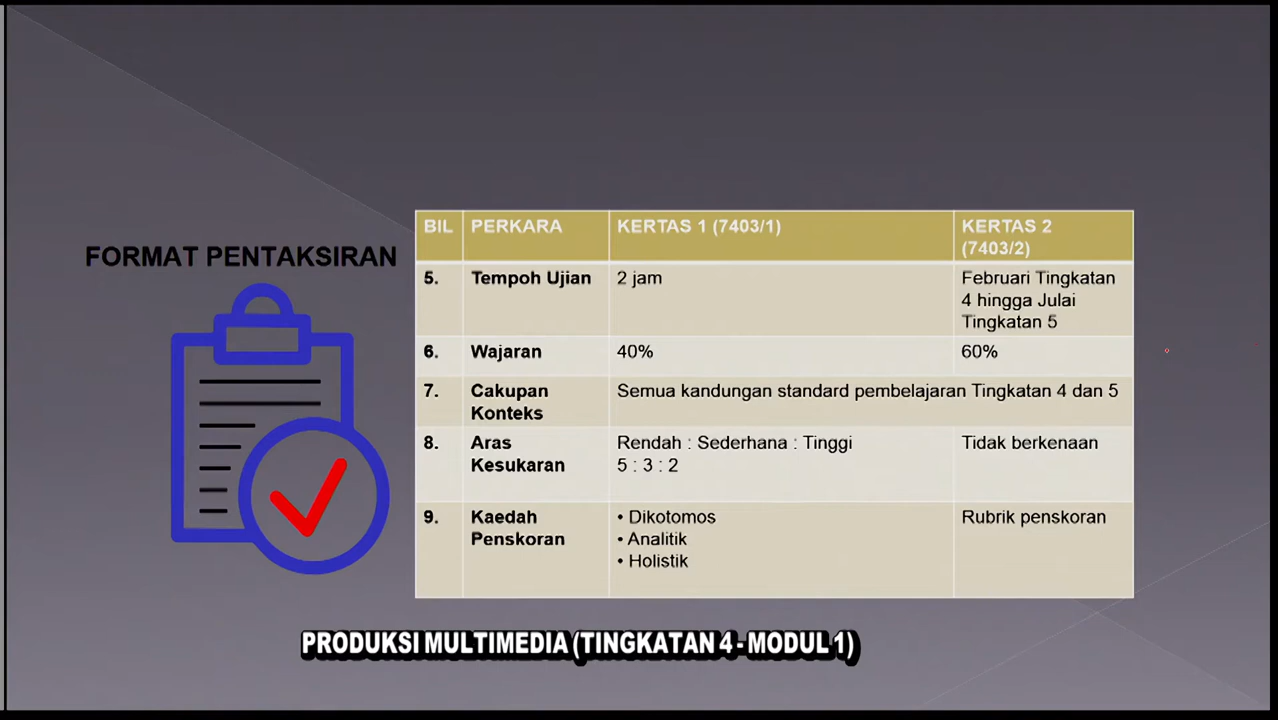 FORMAT PENTAKSIRAN
BIL PERKARA KERTAS 1 (7403/1) KERTAS 2
(7403/2)
5. Tempoh Ujian 2 jam Februari Tingkatan
4 hingga Julai
Tingkatan 5
6. Wajaran 40% 60%
7. Cakupan Semua kandungan standard pembelajaran Tingkatan 4 dan 5
Konteks
8. Aras Rendah : Sederhana : Tinggi Tidak berkenaan
Kesukaran 5 : 3 : 2
9. Kaedah • Dikotomos Rubrik penskoran
Penskoran • Analitik
• Holistik
PRODUKSI MULTIMEDIA (TINGKATAN 4 - MODUL 1)